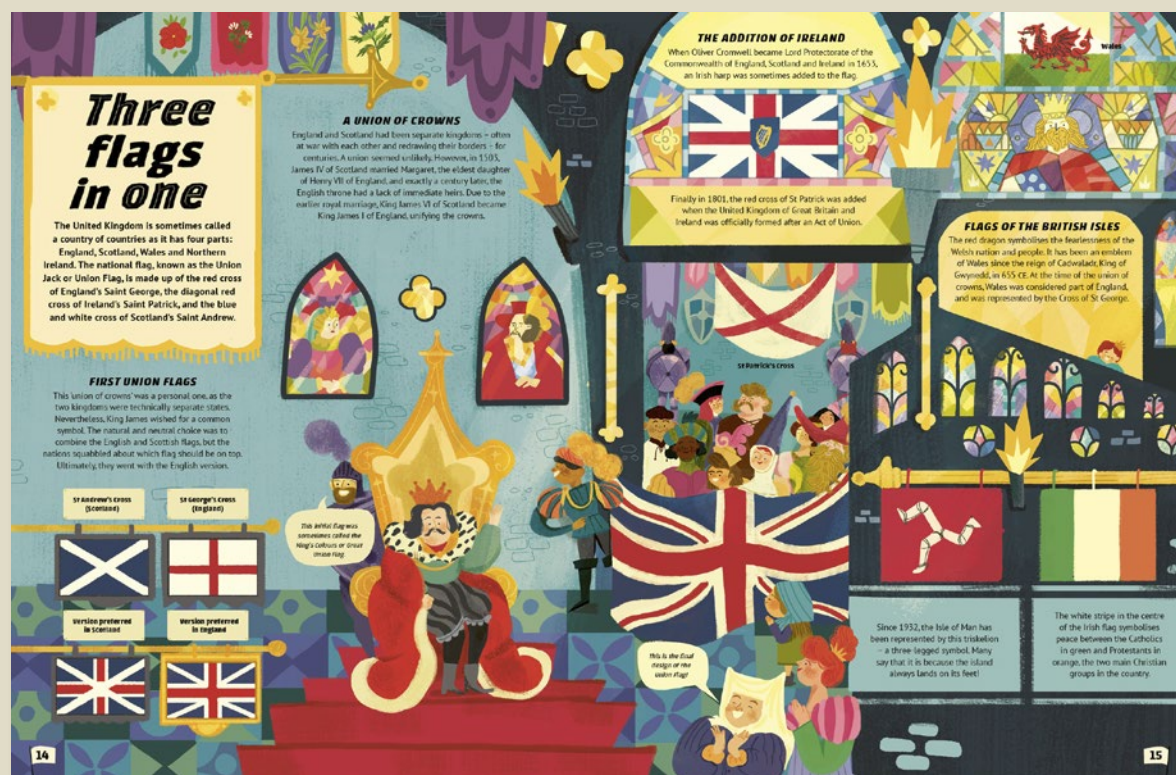 Three
flags
in one
The United Kingdom is sometimes called
a country of countries as it has four parts:
England, Scotland, Wales and Northern
Ireland. The national flag, known as the Union
Jack or Union Flag, is made up of the red cross
of England's Saint George, the diagonal red
cross of Ireland's Saint Patrick, and the blue
and white cross of Scotland's Saint Andrew.
FIRST UNION FLAGS
This 'union of crowns' was a personal one, as the
two kingdoms were technically separate states.
Nevertheless, King James wished for a common
symbol. The natural and neutral choice was to
combine the English and Scottish flags, but the
nations squabbled about which flag should be on top.
Ultimately, they went with the English version.
St Andrew's Cross
(Scotland)
St George's Cross
(England)
Version preferred
in Scotland
Version preferred
in England
A UNION OF CROWNS
England and Scotland had been separate kingdoms – often
at war with each other and redrawing their borders – for
centuries. A union seemed unlikely. However, in 1503,
James IV of Scotland married Margaret, the eldest daughter
of Henry VII of England, and exactly a century later, the
English throne had a lack of immediate heirs. Due to the
earlier royal marriage, King James VI of Scotland became
King James I of England, unifying the crowns.
This initial flag was
sometimes called the
King's Colours or Great
Union Flag.
14
THE ADDITION OF IRELAND
When Oliver Cromwell became Lord Protectorate of the
Commonwealth of England, Scotland and Ireland in 1653,
an Irish harp was sometimes added to the flag.
Finally in 1801, the red cross of St Patrick was added
when the United Kingdom of Great Britain and
Ireland was officially formed after an Act of Union.
St Patrick's Cross
This is the final
design of the
Union Flag!
Wales
FLAGS OF THE BRITISH ISLES
The red dragon symbolises the fearlessness of the
Welsh nation and people. It has been an emblem
of Wales since the reign of Cadwaladr, King of
Gwynedd, in 655 CE. At the time of the union of
crowns, Wales was considered part of England,
and was represented by the Cross of St George.
Since 1932, the Isle of Man has
been represented by this triskelion
– a three-legged symbol. Many
say that it is because the island
always lands on its feet!
The white stripe in the centre
of the Irish flag symbolises
peace between the Catholics
in green and Protestants in
orange, the two main Christian
groups in the country.
15